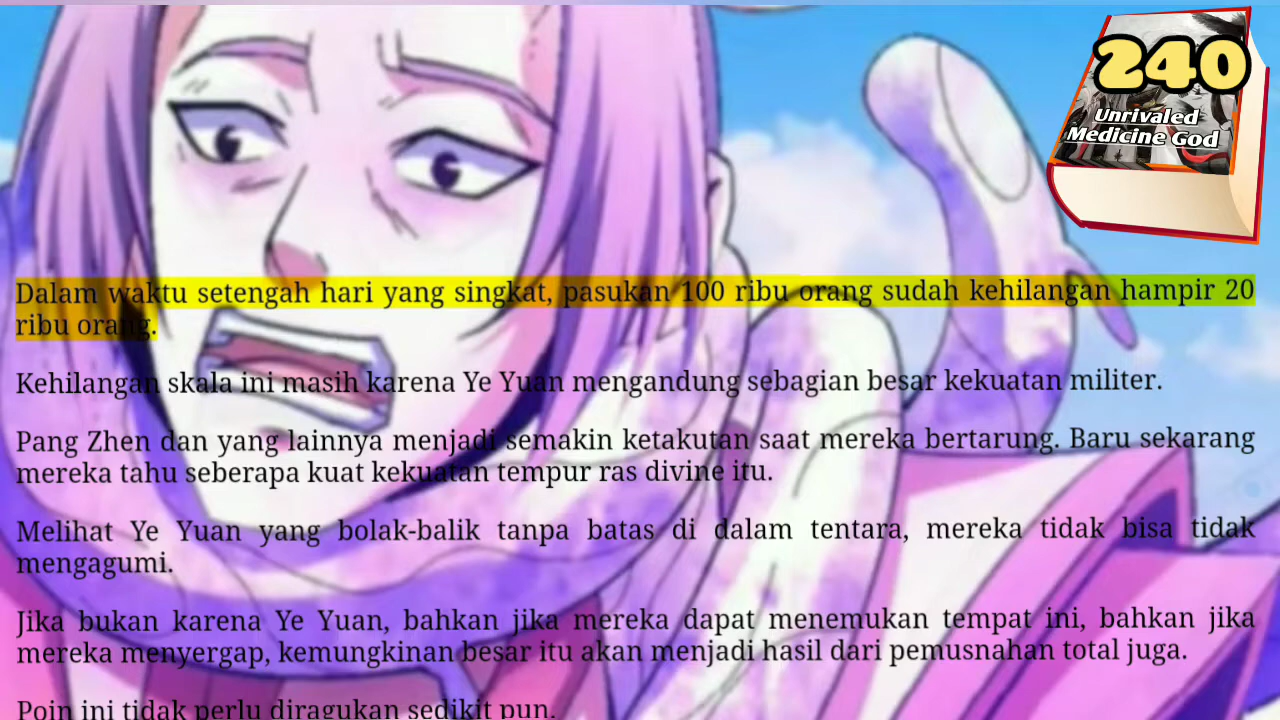 240
Unrivaled
Medicine God
Dalam waktu setengah hari yang singkat, pasukan 100 ribu orang sudah kehilangan hampir 20
ribu orang.
Kehilangan skala ini masih karena Ye Yuan mengandung sebagian besar kekuatan militer.
Pang Zhen dan yang lainnya menjadi semakin ketakutan saat mereka bertarung. Baru sekarang
mereka tahu seberapa kuat kekuatan tempur ras divine itu.
Melihat Ye Yuan yang bolak-balik tanpa batas di dalam tentara, mereka tidak bisa tidak
mengagumi.
Jika bukan karena Ye Yuan, bahkan jika mereka dapat menemukan tempat ini, bahkan jika
mereka menyergap, kemungkinan besar itu akan menjadi hasil dari pemusnahan total juga.
Poin ini tidak perlu diragukan sedikit pun.